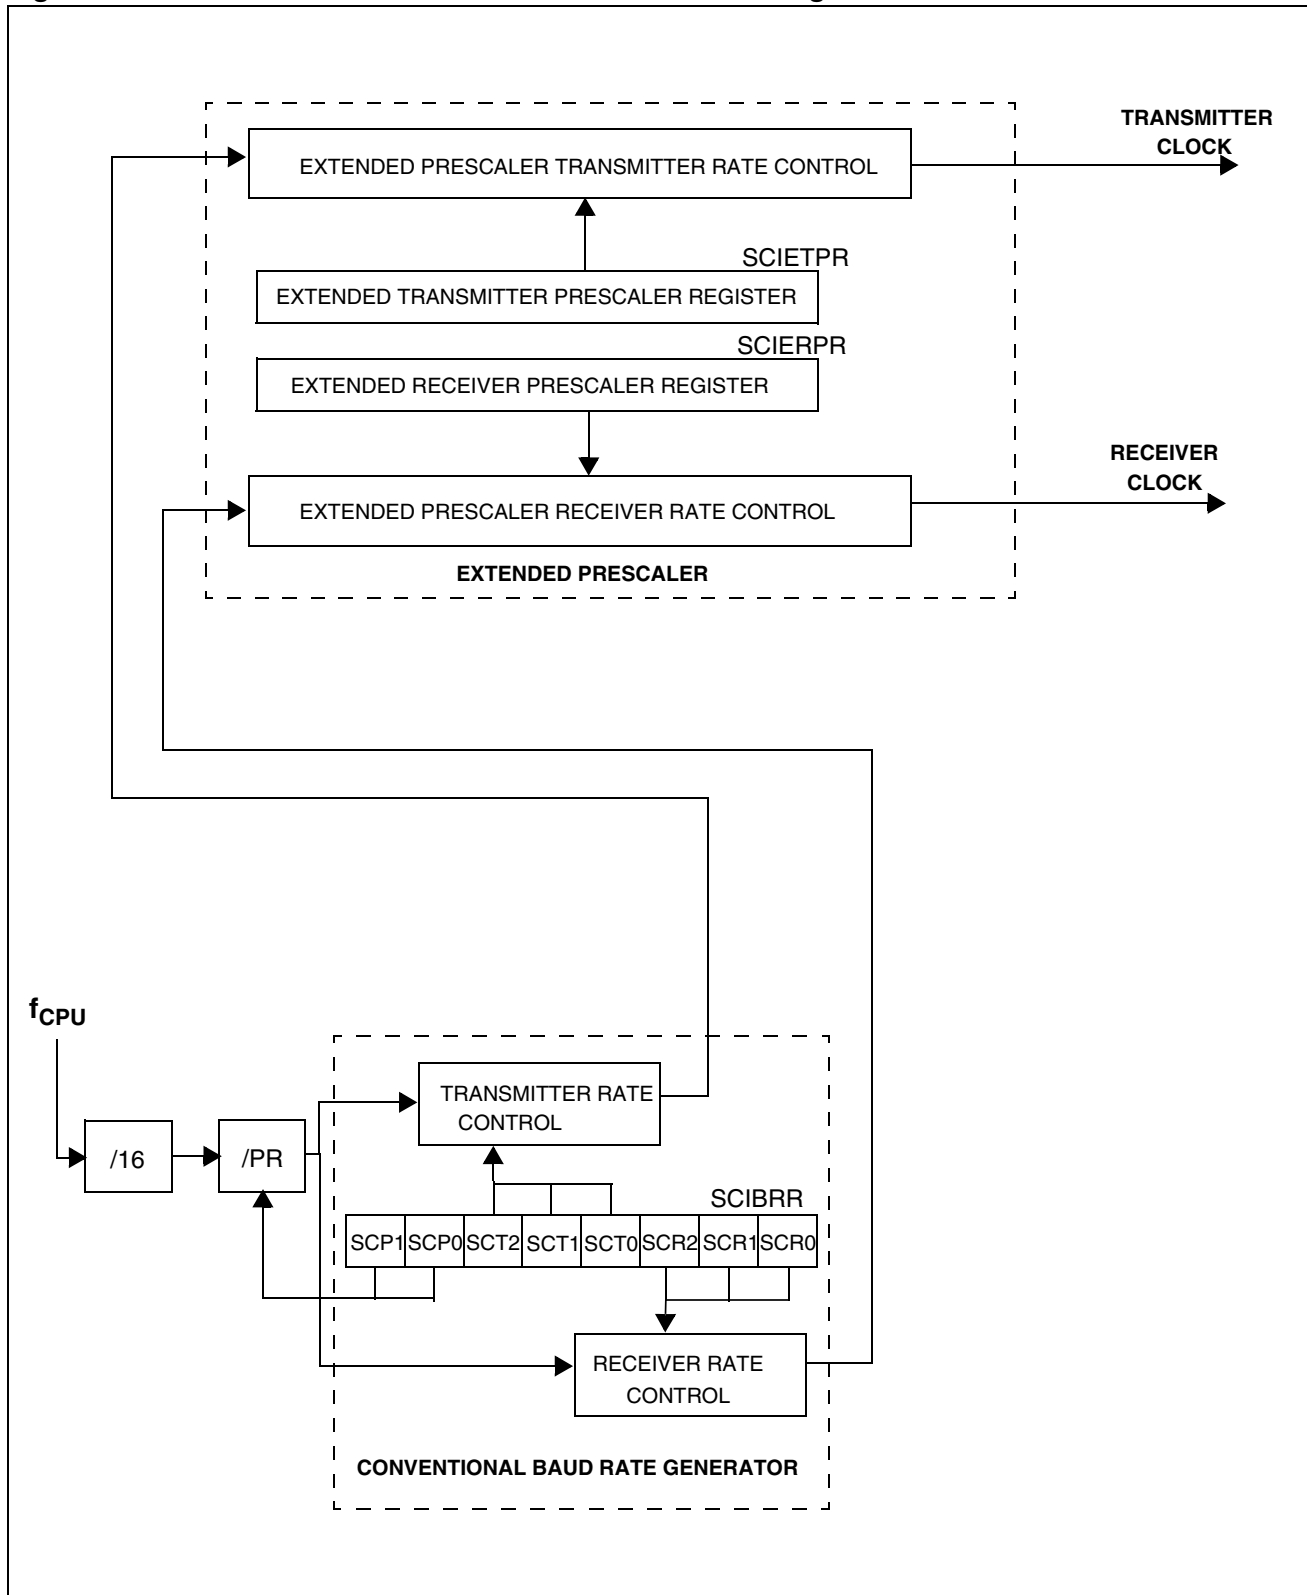 TRANSMITTER
CLOCK
EXTENDED PRESCALER TRANSMITTER RATE CONTROL
SCIETPR
EXTENDED TRANSMITTER PRESCALER REGISTER
SCIERPR
EXTENDED RECEIVER PRESCALER REGISTER
RECEIVER
CLOCK
EXTENDED PRESCALER RECEIVER RATE CONTROL
EXTENDED PRESCALER
fCPU
TRANSMITTER RATE
CONTROL
/16
/PR
SCIBRR
SCP1 SCP0 SCT2 SCT1 SCT0 SCR2 SCR1 SCR0
RECEIVER RATE
CONTROL
CONVENTIONAL BAUD RATE GENERATOR